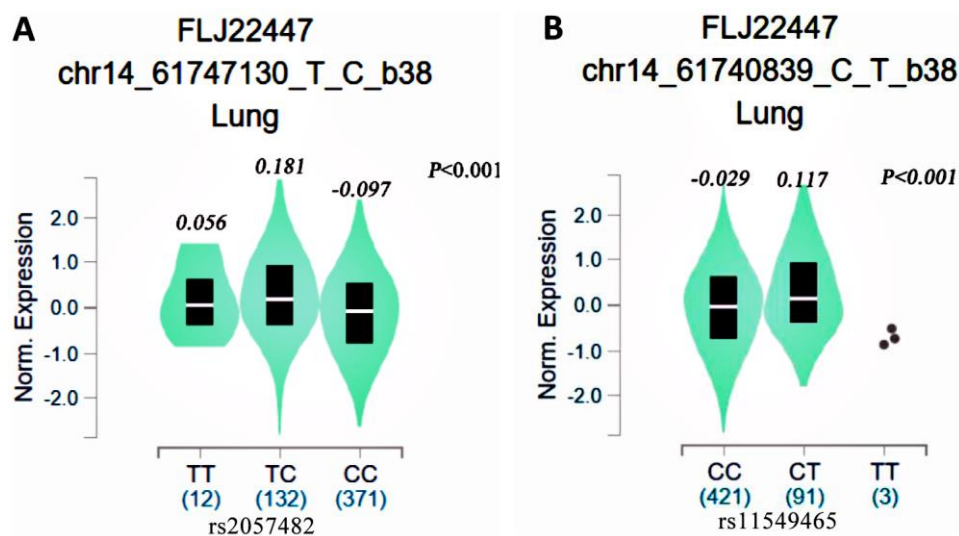 A
FLJ22447
chr14_61747130_T_C_b38
Lung
0.056
0.181
-0.097
P<0.001
Norm. Expression
2.0
1.0
0.0
-1.0
-2.0
TT
TC
CC
(12)
(132)
(371)
rs2057482
B
FLJ22447
chr14_61740839_C_T_b38
Lung
-0.029
0.117
P<0.001
Norm. Expression
2.0
1.0
0.0
-1.0
-2.0
CC
CT
TT
(421)
(91)
(3)
rs11549465